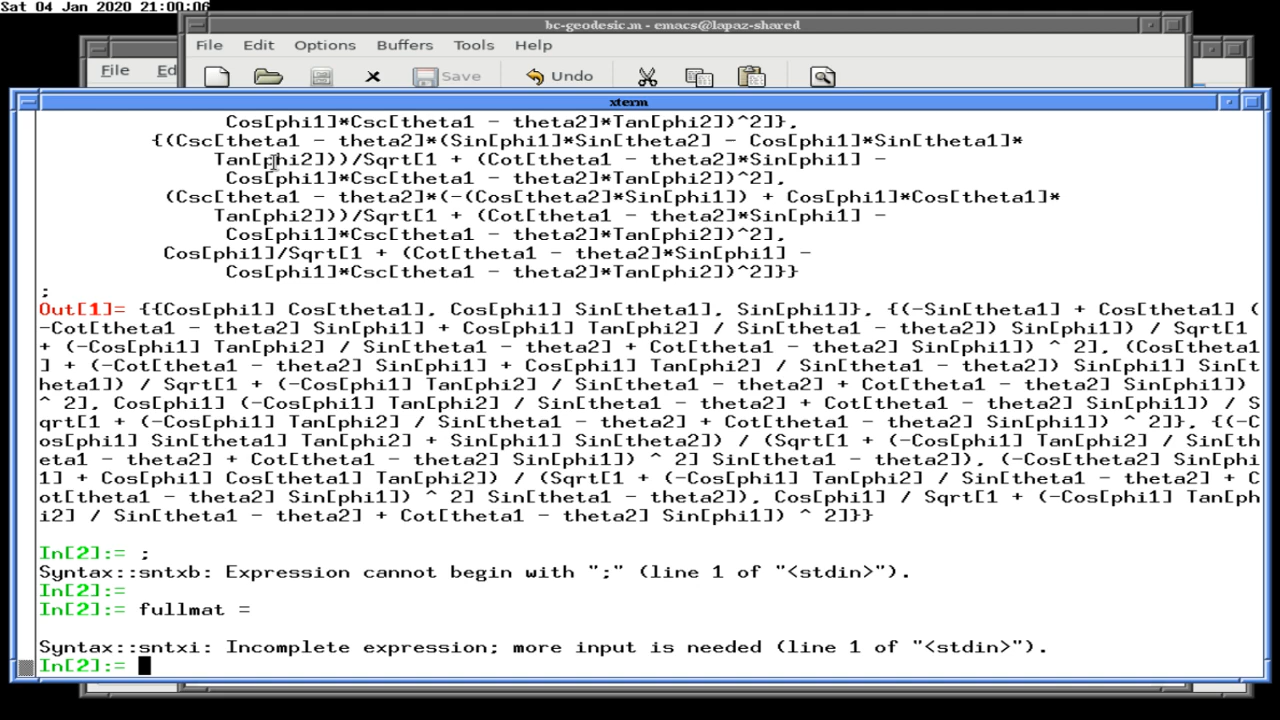 Sat 04 Jan 2020 21:00:06
bc-geodesic.m - emacs@lapaz-shared
File Edit Options Buffers Tools Help
File Ed
Save Undo
xterm
Cos[phi1]*Csc[theta1 - theta2]*Tan[phi2])^2]},
{(Csc[theta1 - theta2]*(Sin[phi1]*Sin[theta2] - Cos[phi1]*Sin[theta1]*
Tan[phi2]))/Sqrt[1 + (Cot[theta1 - theta2]*Sin[phi1] -
Cos[phi1]*Csc[theta1 - theta2]*Tan[phi2])^2],
(Csc[theta1 - theta2]*(-(Cos[theta2]*Sin[phi1]) + Cos[phi1]*Cos[theta1]*
Tan[phi2]))/Sqrt[1 + (Cot[theta1 - theta2]*Sin[phi1] -
Cos[phi1]*Csc[theta1 - theta2]*Tan[phi2])^2],
Cos[phi1]/Sqrt[1 + (Cot[theta1 - theta2]*Sin[phi1] -
Cos[phi1]*Csc[theta1 - theta2]*Tan[phi2])^2]}}
;
Out[1]= {{Cos[phi1] Cos[theta1], Cos[phi1] Sin[theta1], Sin[phi1]}, {(-Sin[theta1] + Cos[theta1] (
-Cot[theta1 - theta2] Sin[phi1] + Cos[phi1] Tan[phi2] / Sin[theta1 - theta2]) Sin[phi1]) / Sqrt[1
+ (-Cos[phi1] Tan[phi2] / Sin[theta1 - theta2] + Cot[theta1 - theta2] Sin[phi1]) ^ 2], (Cos[theta1
] + (-Cot[theta1 - theta2] Sin[phi1] + Cos[phi1] Tan[phi2] / Sin[theta1 - theta2]) Sin[phi1] Sin[t
heta1]) / Sqrt[1 + (-Cos[phi1] Tan[phi2] / Sin[theta1 - theta2] + Cot[theta1 - theta2] Sin[phi1])
^ 2], Cos[phi1] (-Cos[phi1] Tan[phi2] / Sin[theta1 - theta2] + Cot[theta1 - theta2] Sin[phi1]) / S
qrt[1 + (-Cos[phi1] Tan[phi2] / Sin[theta1 - theta2] + Cot[theta1 - theta2] Sin[phi1]) ^ 2]}, {(-C
os[phi1] Sin[theta1] Tan[phi2] + Sin[phi1] Sin[theta2]) / (Sqrt[1 + (-Cos[phi1] Tan[phi2] / Sin[th
eta1 - theta2] + Cot[theta1 - theta2] Sin[phi1]) ^ 2] Sin[theta1 - theta2]), (-Cos[theta2] Sin[phi
1] + Cos[phi1] Cos[theta1] Tan[phi2]) / (Sqrt[1 + (-Cos[phi1] Tan[phi2] / Sin[theta1 - theta2] + C
ot[theta1 - theta2] Sin[phi1]) ^ 2] Sin[theta1 - theta2]), Cos[phi1] / Sqrt[1 + (-Cos[phi1] Tan[ph
i2] / Sin[theta1 - theta2] + Cot[theta1 - theta2] Sin[phi1]) ^ 2]}}
In[2]:= ;
Syntax::sntxb: Expression cannot begin with ";" (line 1 of "<stdin>").
In[2]:=
In[2]:= fullmat =
Syntax::sntxi: Incomplete expression; more input is needed (line 1 of "<stdin>").
In[2]:=